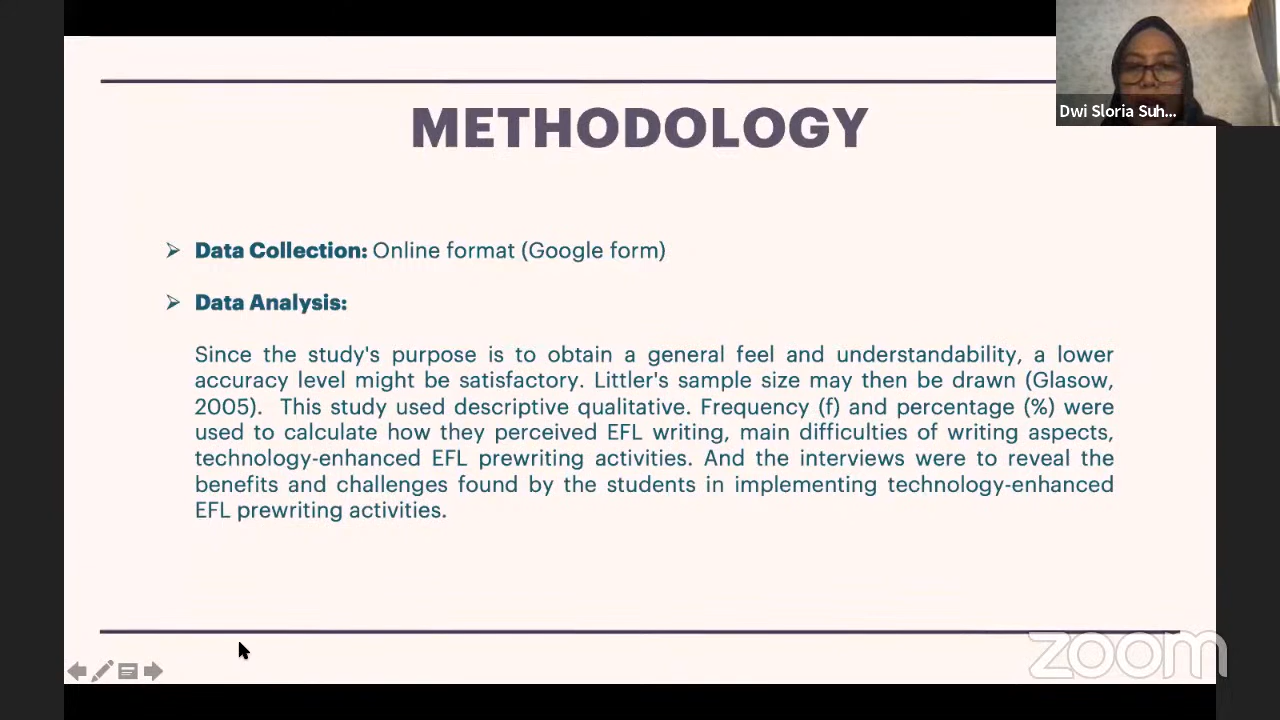 METHODOLOGY
Dwi Sloria Suh...
➢ Data Collection: Online format (Google form)
➢ Data Analysis:
Since the study's purpose is to obtain a general feel and understandability, a lower
accuracy level might be satisfactory. Littler's sample size may then be drawn (Glasow,
2005).  This study used descriptive qualitative. Frequency (f) and percentage (%) were
used to calculate how they perceived EFL writing, main difficulties of writing aspects,
technology-enhanced EFL prewriting activities. And the interviews were to reveal the
benefits and challenges found by the students in implementing technology-enhanced
EFL prewriting activities.
zoom